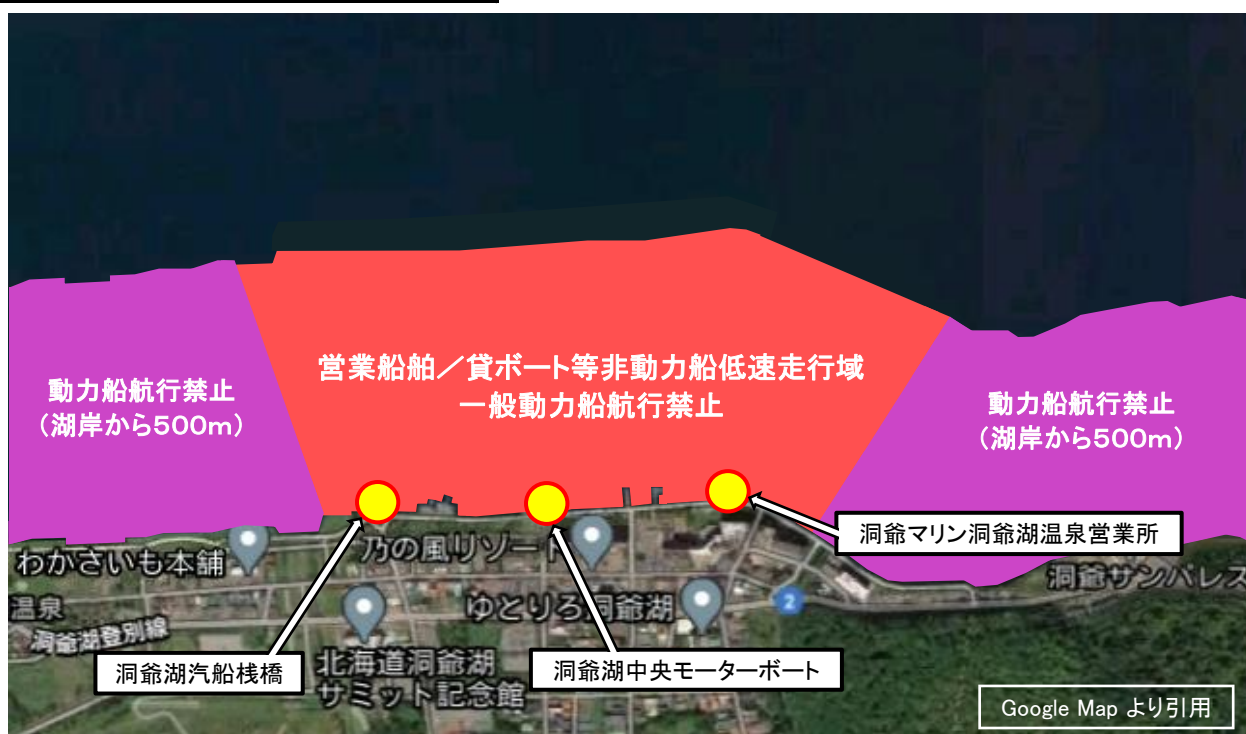 営業船舶／貸ボート等非動力船低速走行域
一般動力船航行禁止
動力船航行禁止
（湖岸から500m）
動力船航行禁止
（湖岸から500m）
洞爺マリン洞爺湖温泉営業所
わかさいも本舗
乃の風リゾート
洞爺サンパレス
温泉
ゆとりろ洞爺湖
2
洞爺湖登別線
洞爺湖汽船桟橋
北海道洞爺湖
サミット記念館
洞爺湖中央モーターボート
Google Map より引用